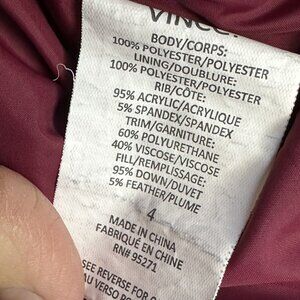 VINCE.
BODY/CORPS:
100% POLYESTER/POLYESTER
LINING/DOUBLURE:
100% POLYESTER/POLYESTER
RIB/CÔTE:
95% ACRYLIC/ACRYLIQUE
5% SPANDEX/SPANDEX
TRIM/GARNITURE:
60% POLYURETHANE
40% VISCOSE/VISCOSE
FILL/REMPLISSAGE:
95% DOWN/DUVET
5% FEATHER/PLUME
4
MADE IN CHINA
FABRIQUÉ EN CHINE
RN# 95271
SEE REVERSE FOR
AU VERSO